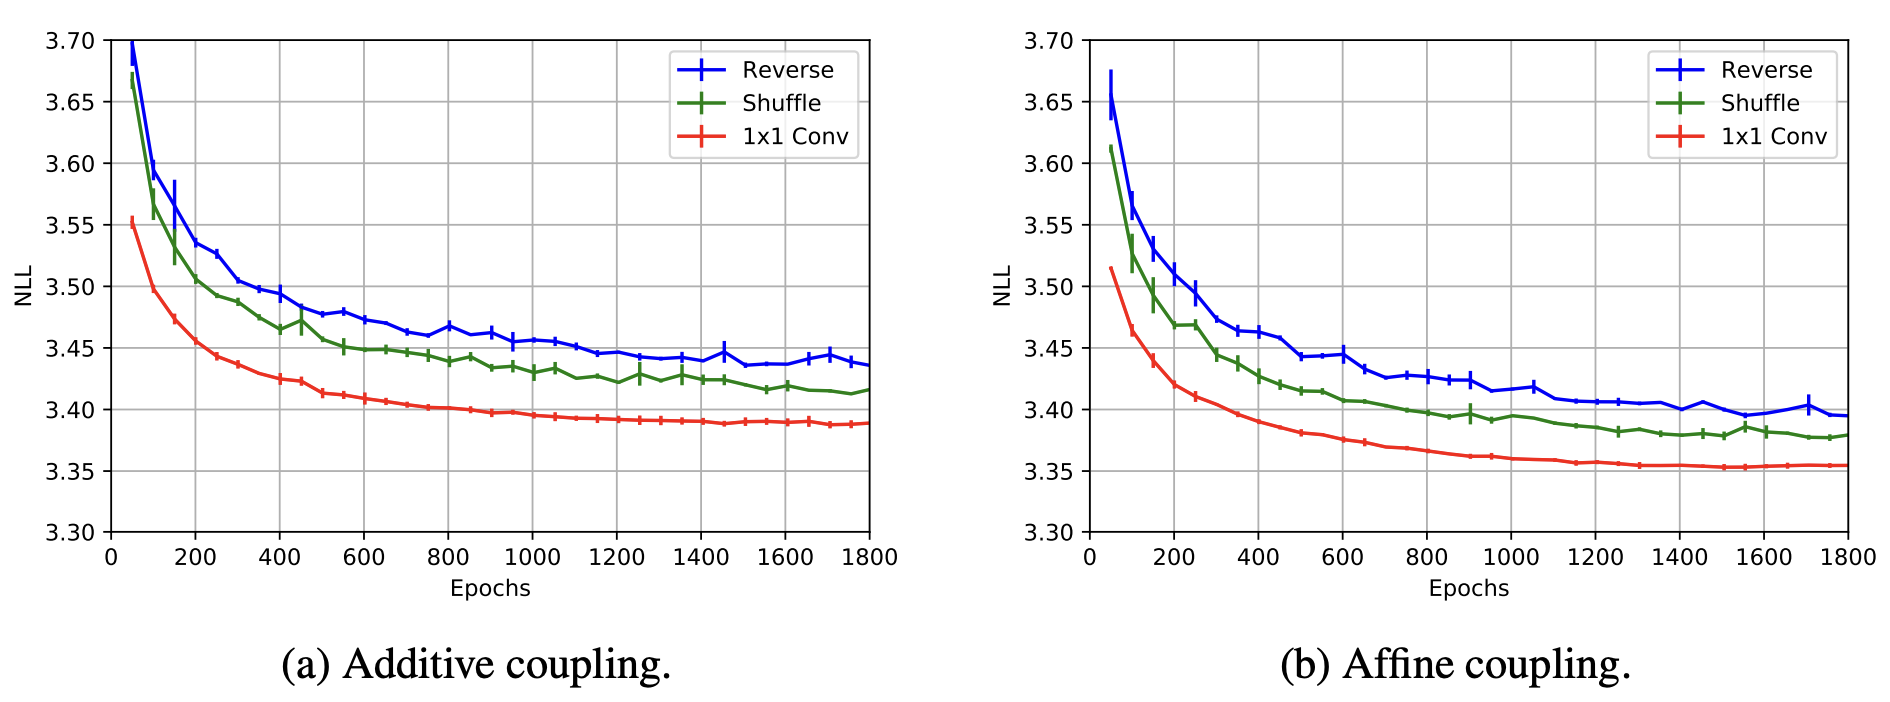 3.70
3.65
3.60
3.55
3.50
3.45
3.40
3.35
3.30
NLL
0 200 400 600 800 1000 1200 1400 1600 1800
Epochs
Reverse
Shuffle
1x1 Conv
(a) Additive coupling.
3.70
3.65
3.60
3.55
3.50
3.45
3.40
3.35
3.30
NLL
0 200 400 600 800 1000 1200 1400 1600 1800
Epochs
Reverse
Shuffle
1x1 Conv
(b) Affine coupling.